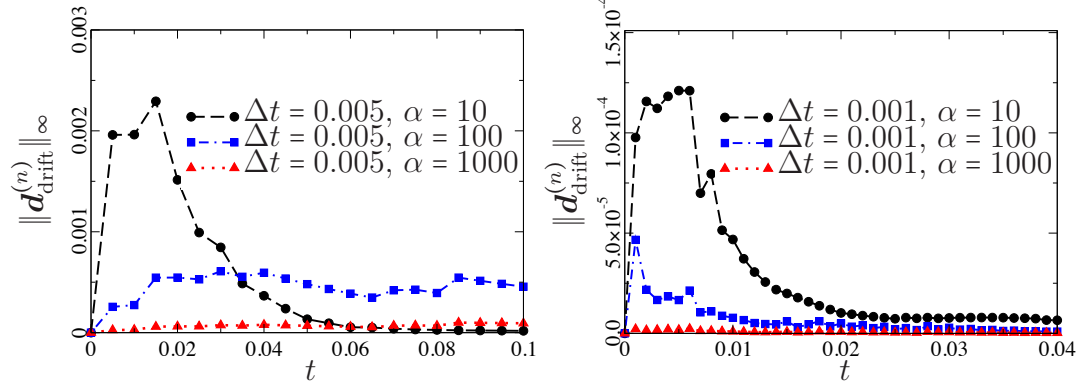 0.003
0.002
0.001
0
‖d_drift^(n)‖∞
Δt = 0.005, α = 10
Δt = 0.005, α = 100
Δt = 0.005, α = 1000
0 0.02 0.04 0.06 0.08 0.1
t
1.5×10^-4
1.0×10^-4
5.0×10^-5
0.0
‖d_drift^(n)‖∞
Δt = 0.001, α = 10
Δt = 0.001, α = 100
Δt = 0.001, α = 1000
0 0.01 0.02 0.03 0.04
t